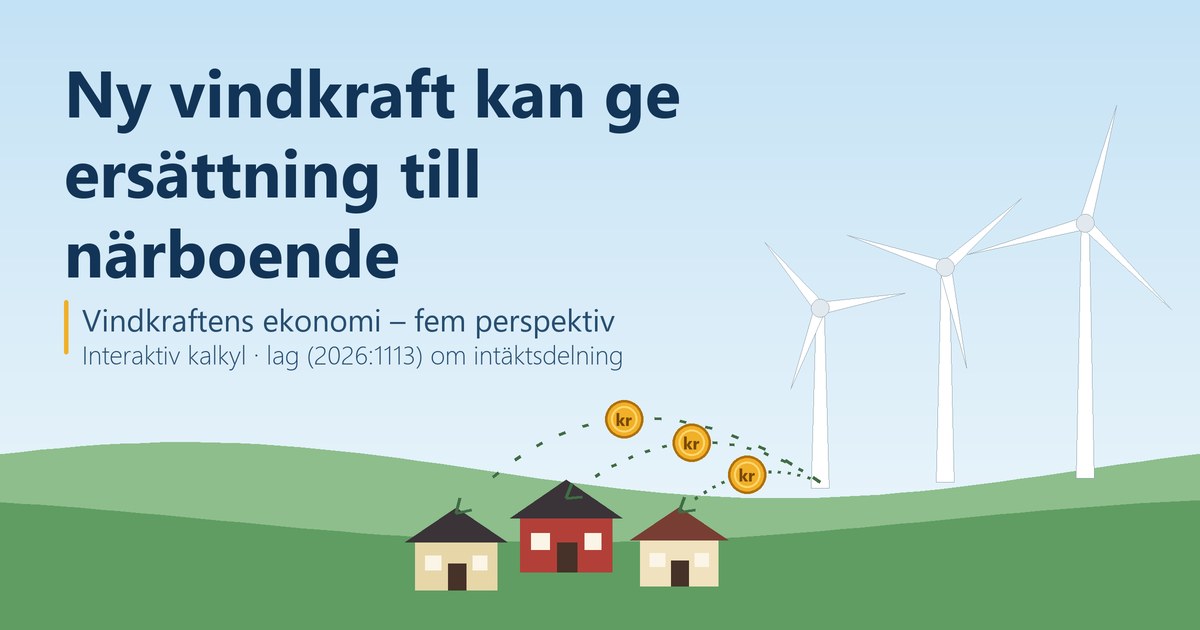 Ny vindkraft kan ge
ersättning till
närboende
Vindkraftens ekonomi – fem perspektiv
Interaktiv kalkyl · lag (2026:1113) om intäktsdelning
kr
kr
kr